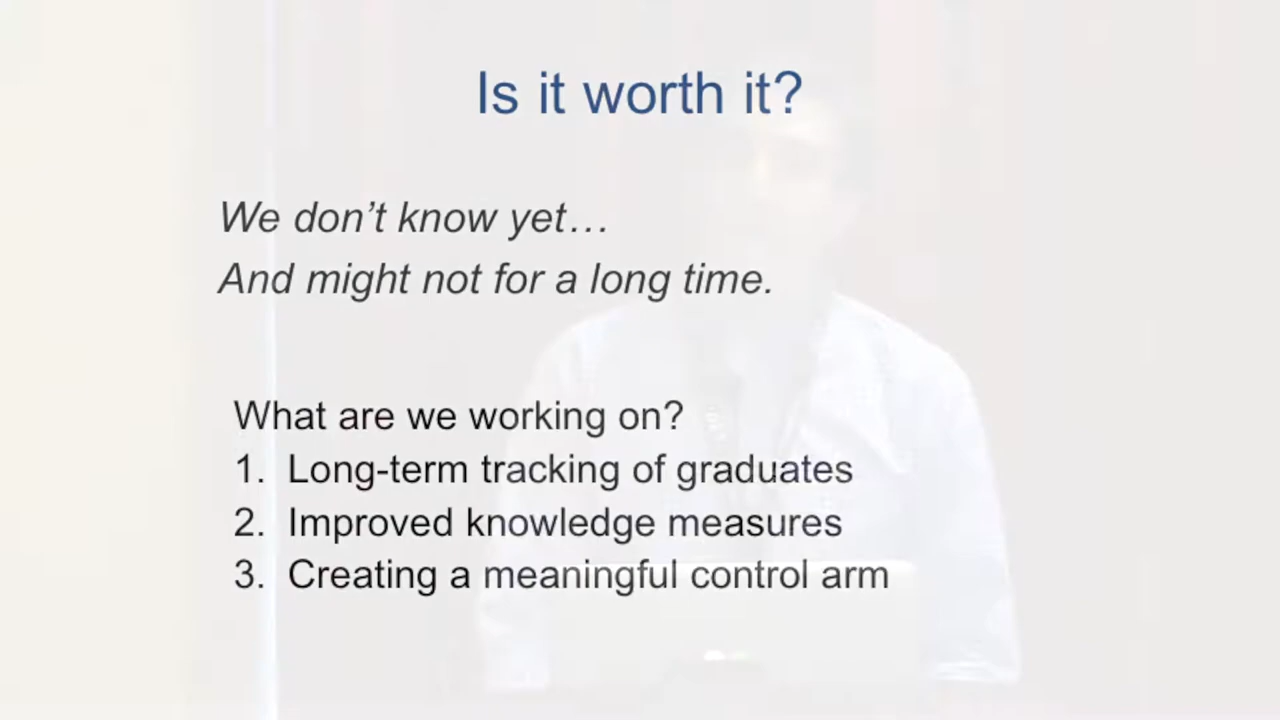 Is it worth it?
We don't know yet…
And might not for a long time.
What are we working on?
1. Long-term tracking of graduates
2. Improved knowledge measures
3. Creating a meaningful control arm